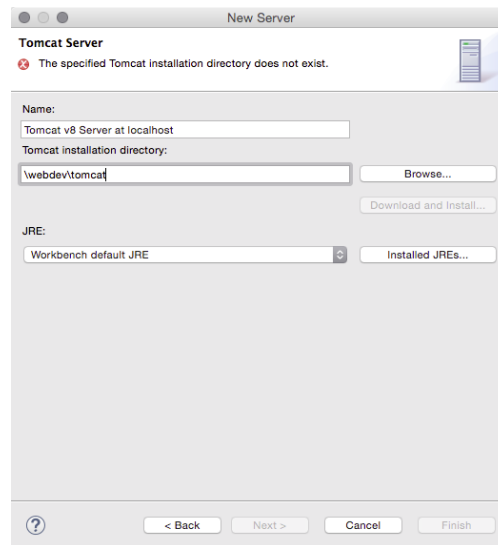 New Server
Tomcat Server
The specified Tomcat installation directory does not exist.
Name:
Tomcat v8 Server at localhost
Tomcat installation directory:
\webdev\tomcat
Browse...
Download and Install...
JRE:
Workbench default JRE
Installed JREs...
?
< Back
Next >
Cancel
Finish